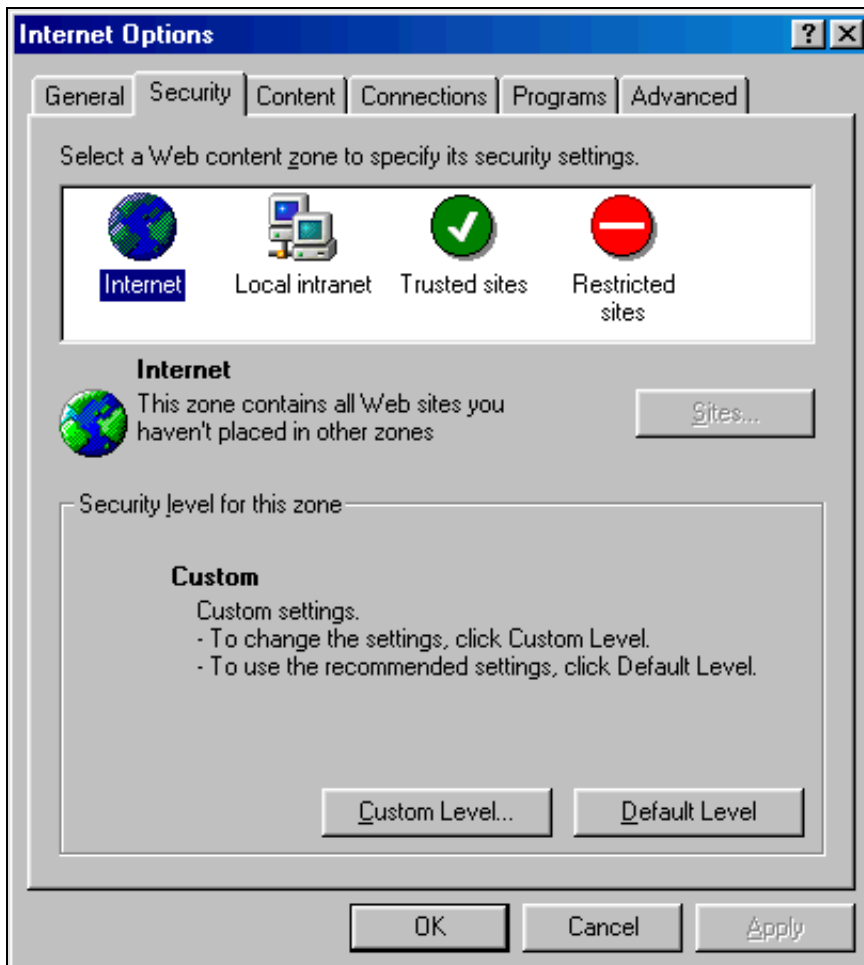 Internet Options
General Security Content Connections Programs Advanced
Select a Web content zone to specify its security settings.
Internet Local intranet Trusted sites Restricted
sites
Internet
This zone contains all Web sites you
haven't placed in other zones
Sites...
Security level for this zone
Custom
Custom settings.
- To change the settings, click Custom Level.
- To use the recommended settings, click Default Level.
Custom Level... Default Level
OK Cancel Apply